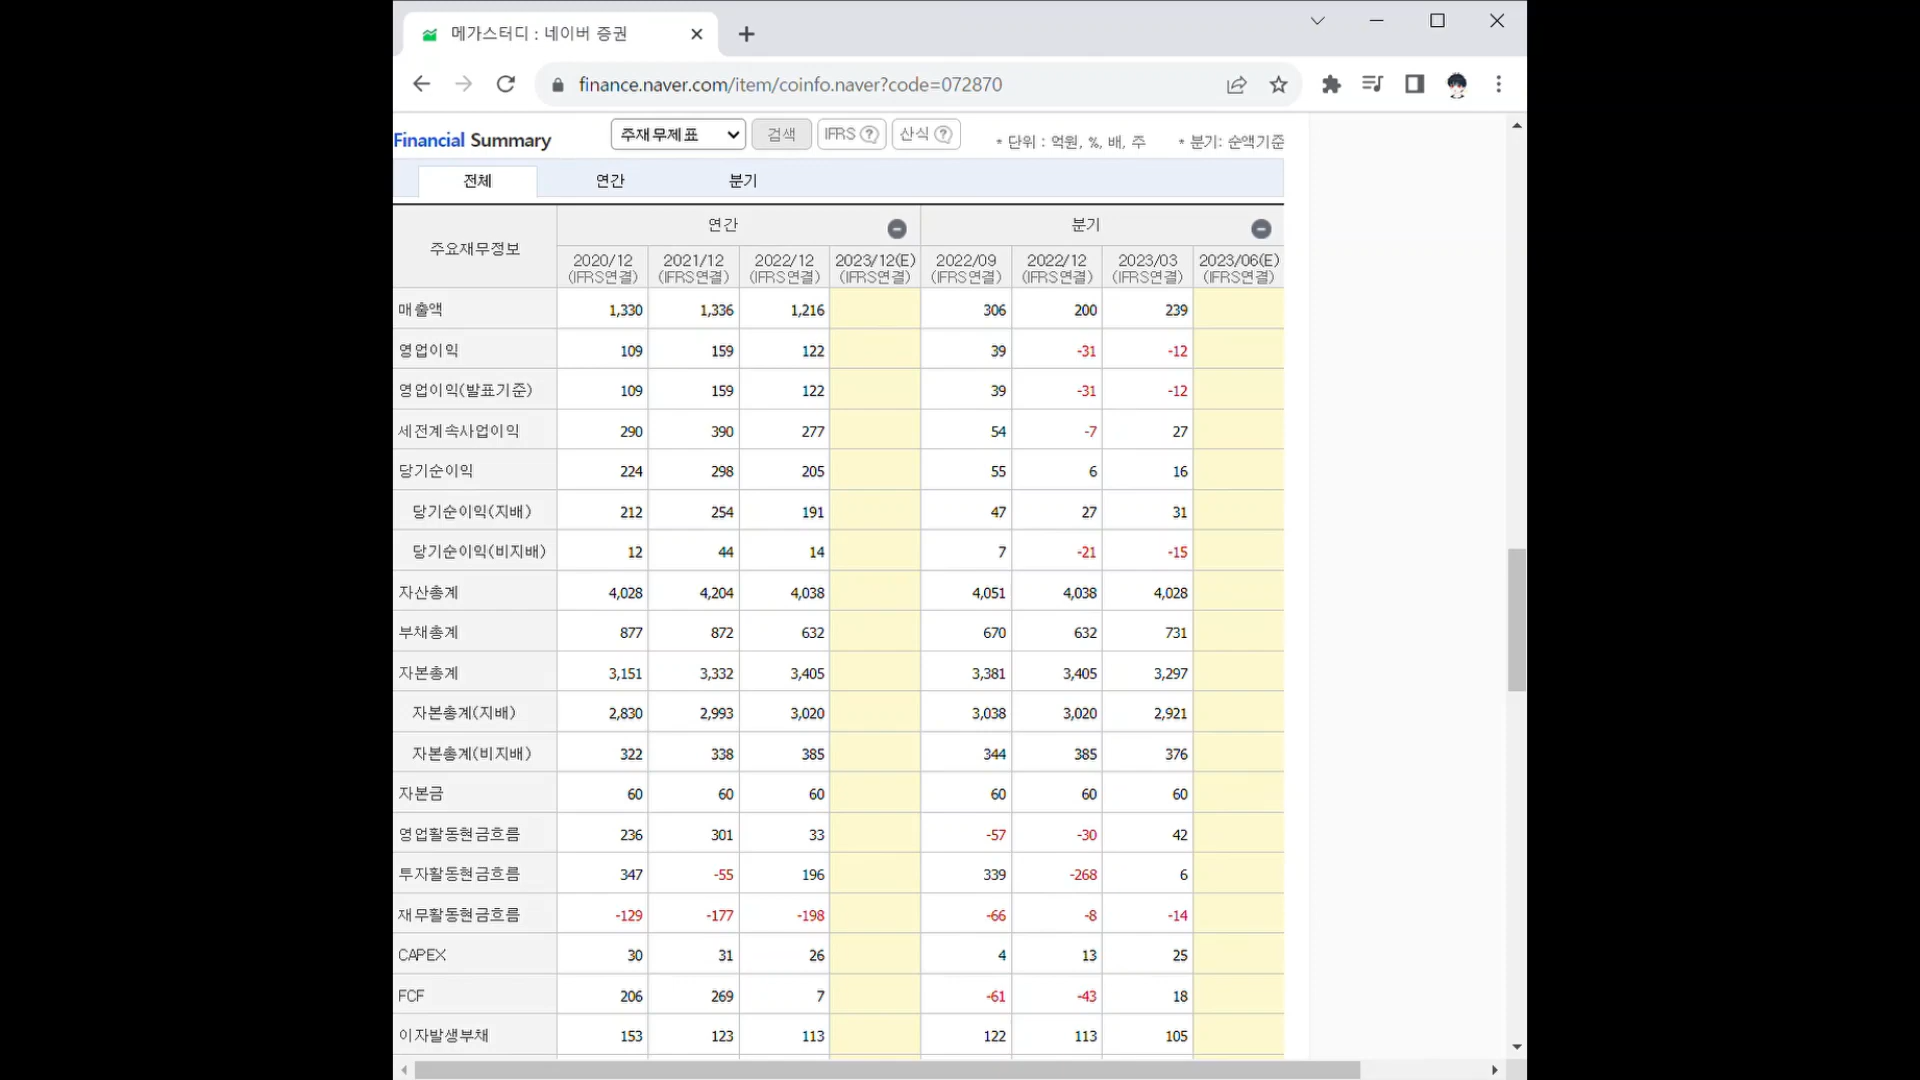 메가스터디 : 네이버 증권
finance.naver.com/item/coinfo.naver?code=072870
Financial Summary 주재무제표 검색 IFRS ? 산식 ? * 단위 : 억원, %, 배, 주 * 분기: 순액기준
전체 연간 분기
주요재무정보 연간 분기
2020/12 2021/12 2022/12 2023/12(E) 2022/09 2022/12 2023/03 2023/06(E)
(IFRS연결) (IFRS연결) (IFRS연결) (IFRS연결) (IFRS연결) (IFRS연결) (IFRS연결) (IFRS연결)
매출액 1,330 1,336 1,216 306 200 239
영업이익 109 159 122 39 -31 -12
영업이익(발표기준) 109 159 122 39 -31 -12
세전계속사업이익 290 390 277 54 -7 27
당기순이익 224 298 205 55 6 16
당기순이익(지배) 212 254 191 47 27 31
당기순이익(비지배) 12 44 14 7 -21 -15
자산총계 4,028 4,204 4,038 4,051 4,038 4,028
부채총계 877 872 632 670 632 731
자본총계 3,151 3,332 3,405 3,381 3,405 3,297
자본총계(지배) 2,830 2,993 3,020 3,038 3,020 2,921
자본총계(비지배) 322 338 385 344 385 376
자본금 60 60 60 60 60 60
영업활동현금흐름 236 301 33 -57 -30 42
투자활동현금흐름 347 -55 196 339 -268 6
재무활동현금흐름 -129 -177 -198 -66 -8 -14
CAPEX 30 31 26 4 13 25
FCF 206 269 7 -61 -43 18
이자발생부채 153 123 113 122 113 105